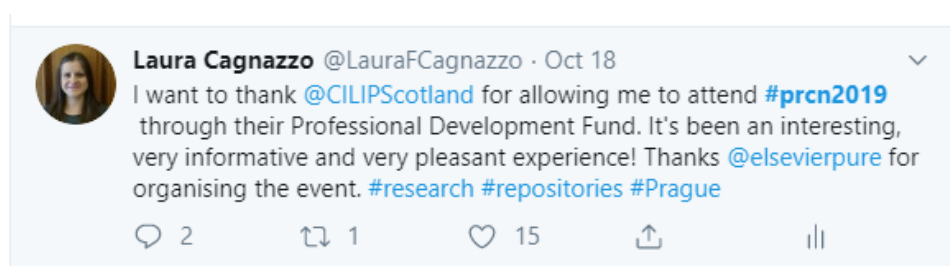 Laura Cagnazzo @LauraFCagnazzo · Oct 18
I want to thank @CILIPScotland for allowing me to attend #prcn2019
through their Professional Development Fund. It's been an interesting,
very informative and very pleasant experience! Thanks @elsevierpure for
organising the event. #research #repositories #Prague
2 1 15